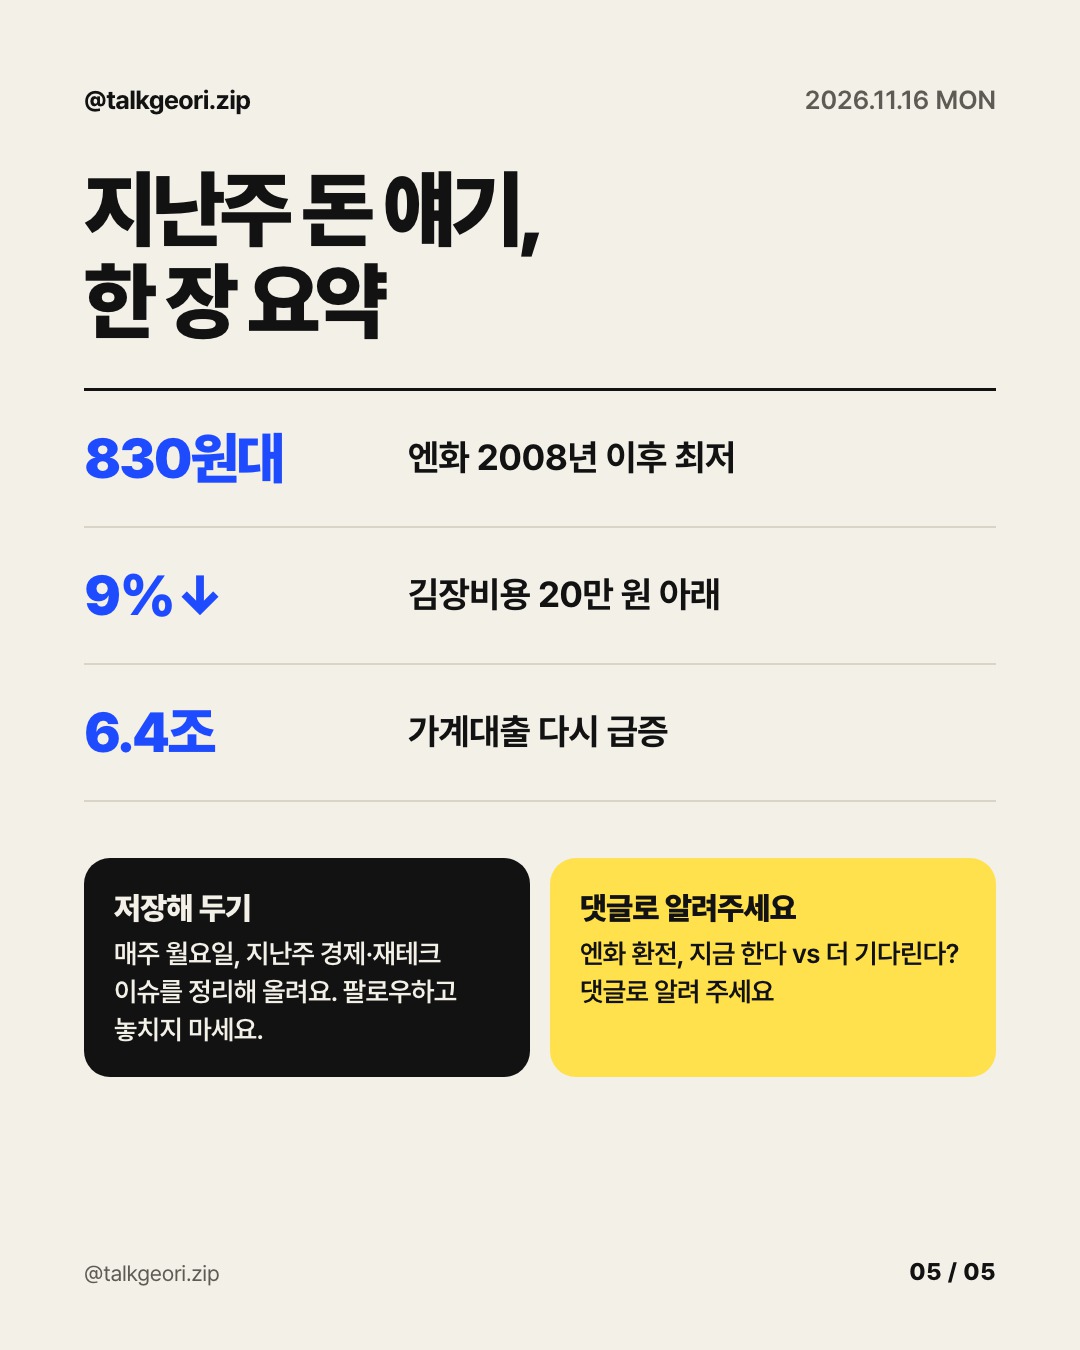 @talkgeori.zip
2026.11.16 MON
지난주 돈 얘기,
한 장 요약
830원대
엔화 2008년 이후 최저
9%↓
김장비용 20만 원 아래
6.4조
가계대출 다시 급증
저장해 두기
매주 월요일, 지난주 경제·재테크
이슈를 정리해 올려요. 팔로우하고
놓치지 마세요.
댓글로 알려주세요
엔화 환전, 지금 한다 vs 더 기다린다?
댓글로 알려 주세요
@talkgeori.zip
05 / 05